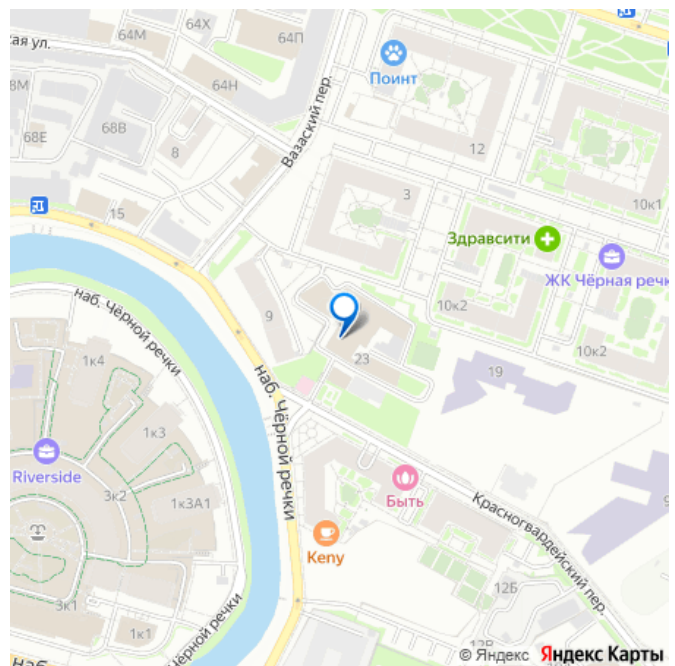 64Х
64М
64П
кая ул.
Поинт
64Н
8М
Вазаский пер.
68В
68Е
8
12
3
10к1
15
Здравсити
ЖК Чёрная речк
наб. Чёрной речки
9
10к2
10к2
23
1к4
19
наб. Чёрной речки
1к3
Riverside
3к2
1к3А1
Быть
Красногвардейский пер.
Keny
12Б
3к1
1к1
Чёрной речки
наб.
12В
© Яндекс Яндекс Карты